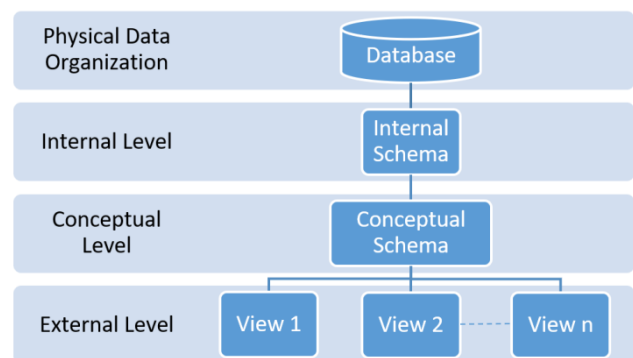 Physical Data
Organization
Database
Internal Level
Internal
Schema
Conceptual
Level
Conceptual
Schema
External Level
View 1
View 2
View n